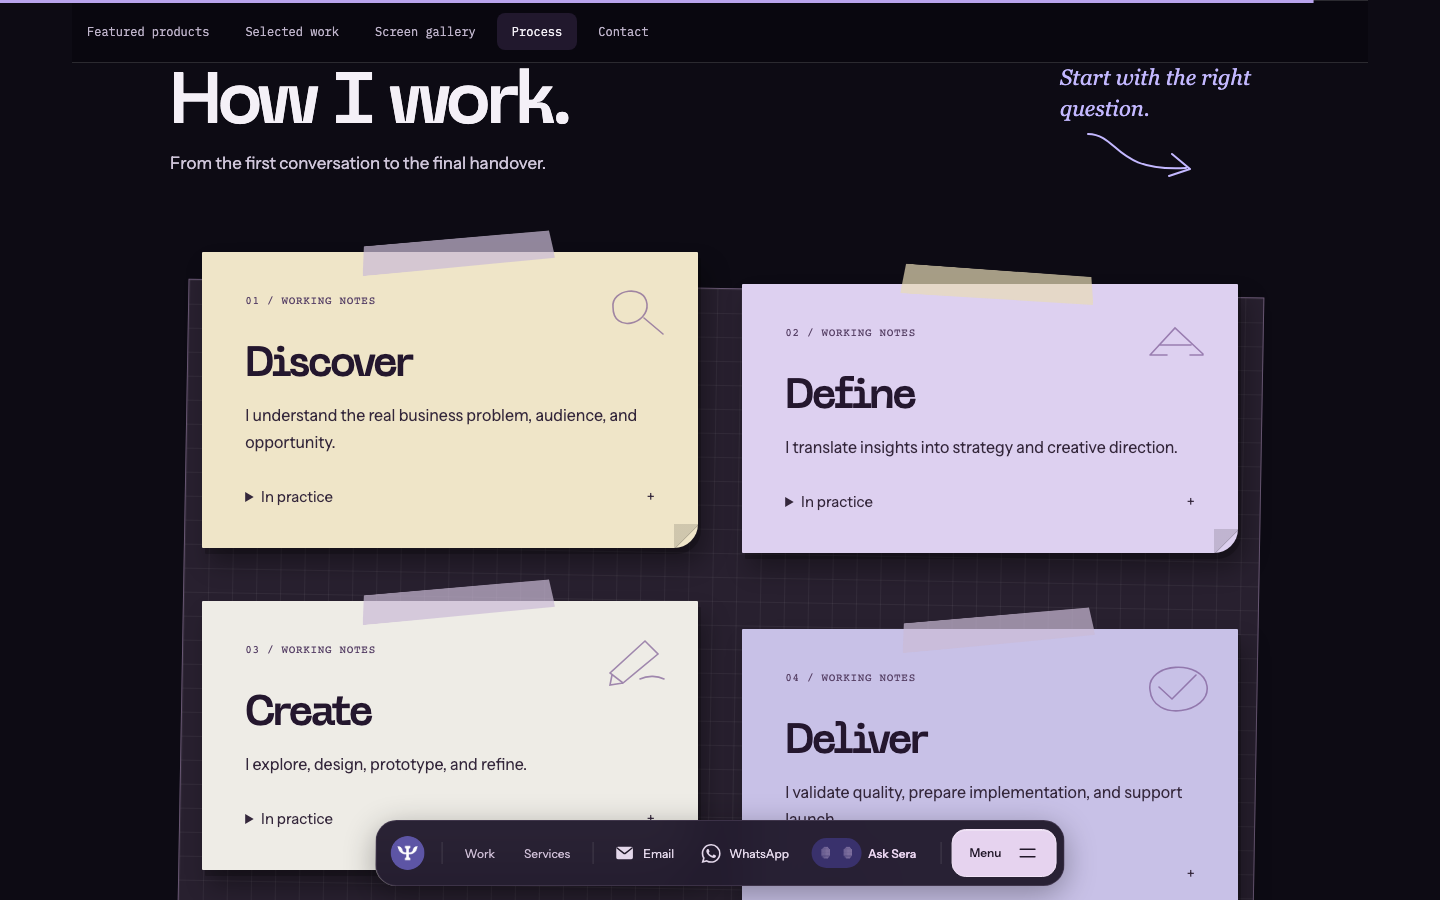 Featured products
Selected work
Screen gallery
Process
Contact
How I work.
From the first conversation to the final handover.
Start with the right
question.
01 / WORKING NOTES
Discover
I understand the real business problem, audience, and
opportunity.
In practice
+
02 / WORKING NOTES
Define
I translate insights into strategy and creative direction.
In practice
+
03 / WORKING NOTES
Create
I explore, design, prototype, and refine.
In practice
+
04 / WORKING NOTES
Deliver
I validate quality, prepare implementation, and support
launch.
+
Work
Services
Email
WhatsApp
Ask Sera
Menu